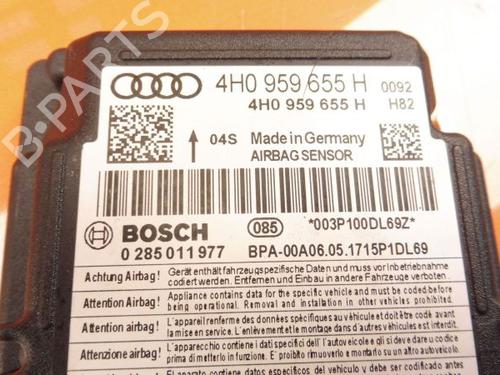 4H0 959 655 H 0092
4H0 959 655 H H82
04S Made in Germany
AIRBAG SENSOR
BOSCH 085 *003P100DL69Z*
0 285 011 977 BPA-00A06.05.1715P1DL69
Achtung Airbag! Gerät enthält fahrzeugspezifische Daten und muss vor Inbetriebnahme
codiert werden. Entfernen und Einbau in andere Fahrzeuge verboten.
Attention Airbag! Appliance contains data for the specific vehicle and must be coded before
being operational. Removal and installation in other vehicles prohibited.
Attention Airbag! L'appareil renferme des données spécifiques au véhicule et doit être codé avant
la mise en service. L'enlèvement et le montage dans d'autres véhicules est interdit.
Attenzione airbag! L'apparecchio contiene i dati specifici dell'autoveicolo e gli si deve codificare
prima di metterlo in funzione. E' proibito rimuoverlo e montarlo su altro autoveicolo.
El aparato contiene datos
B-PARTS